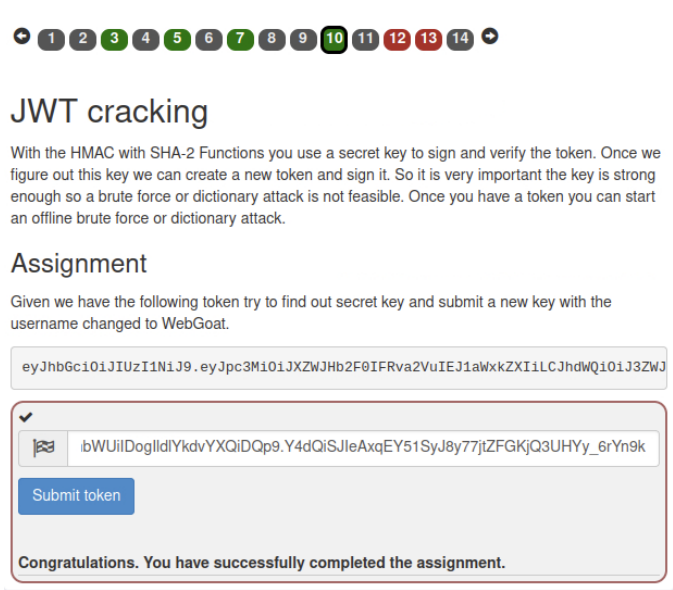 1 2 3 4 5 6 7 8 9 10 11 12 13 14
JWT cracking
With the HMAC with SHA-2 Functions you use a secret key to sign and verify the token. Once we
figure out this key we can create a new token and sign it. So it is very important the key is strong
enough so a brute force or dictionary attack is not feasible. Once you have a token you can start
an offline brute force or dictionary attack.
Assignment
Given we have the following token try to find out secret key and submit a new key with the
username changed to WebGoat.
eyJhbGciOiJIUzI1NiJ9.eyJpc3MiOiJXZWJHb2F0IFRva2VuIEJ1aWxkZXIiLCJhdWQiOiJ3ZWJ
bWUiIDogIldlYkdvYXQiDQp9.Y4dQiSJIeAxqEY51SyJ8y77jtZFGKjQ3UHYy_6rYn9k
Submit token
Congratulations. You have successfully completed the assignment.